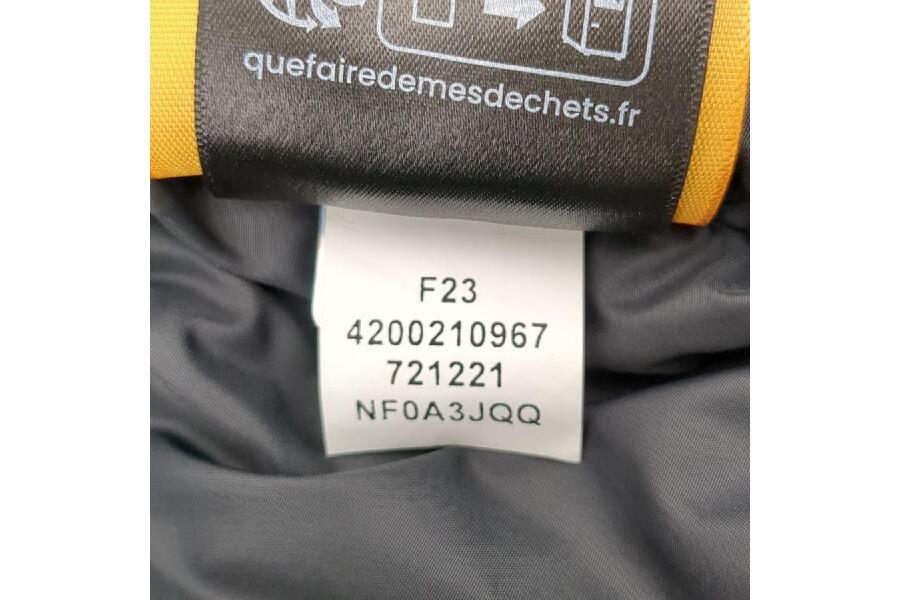 quefairedemesdechets.fr
F23
4200210967
721221
NF0A3JQQ